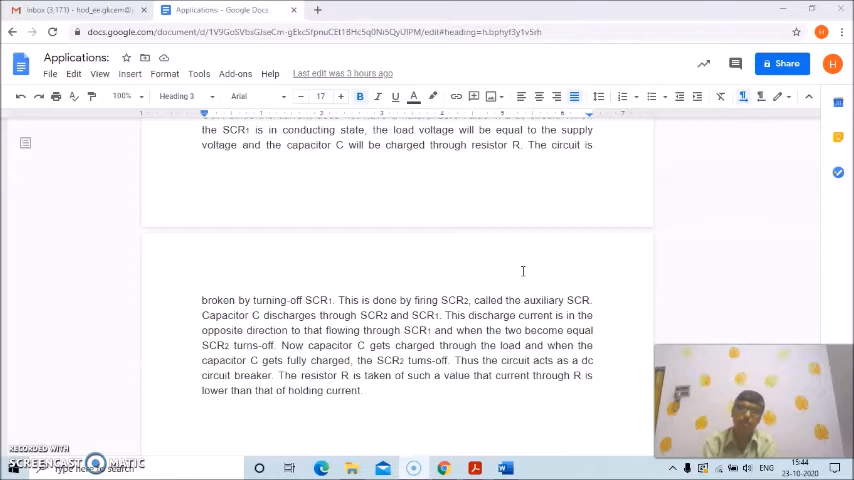 Inbox (3,171) - hod_ee.gkcem@j
Applications: - Google Docs
docs.google.com/document/d/
Applications:
File Edit View Insert Format Tools Add-ons Help Last edit was 3 hours ago
Share
H
100% Heading 3 Arial 17 B I U A
the SCR1 is in conducting state, the load voltage will be equal to the supply
voltage and the capacitor C will be charged through resistor R. The circuit is
broken by turning-off SCR1. This is done by firing SCR2, called the auxiliary SCR.
Capacitor C discharges through SCR2 and SCR1. This discharge current is in the
opposite direction to that flowing through SCR1 and when the two become equal
SCR2 turns-off. Now capacitor C gets charged through the load and when the
capacitor C gets fully charged, the SCR2 turns-off. Thus the circuit acts as a dc
circuit breaker. The resistor R is taken of such a value that current through R is
lower than that of holding current.
RECORDED WITH
SCREENCAST MATIC
Type here to search
ENG
15:44
23-10-2020